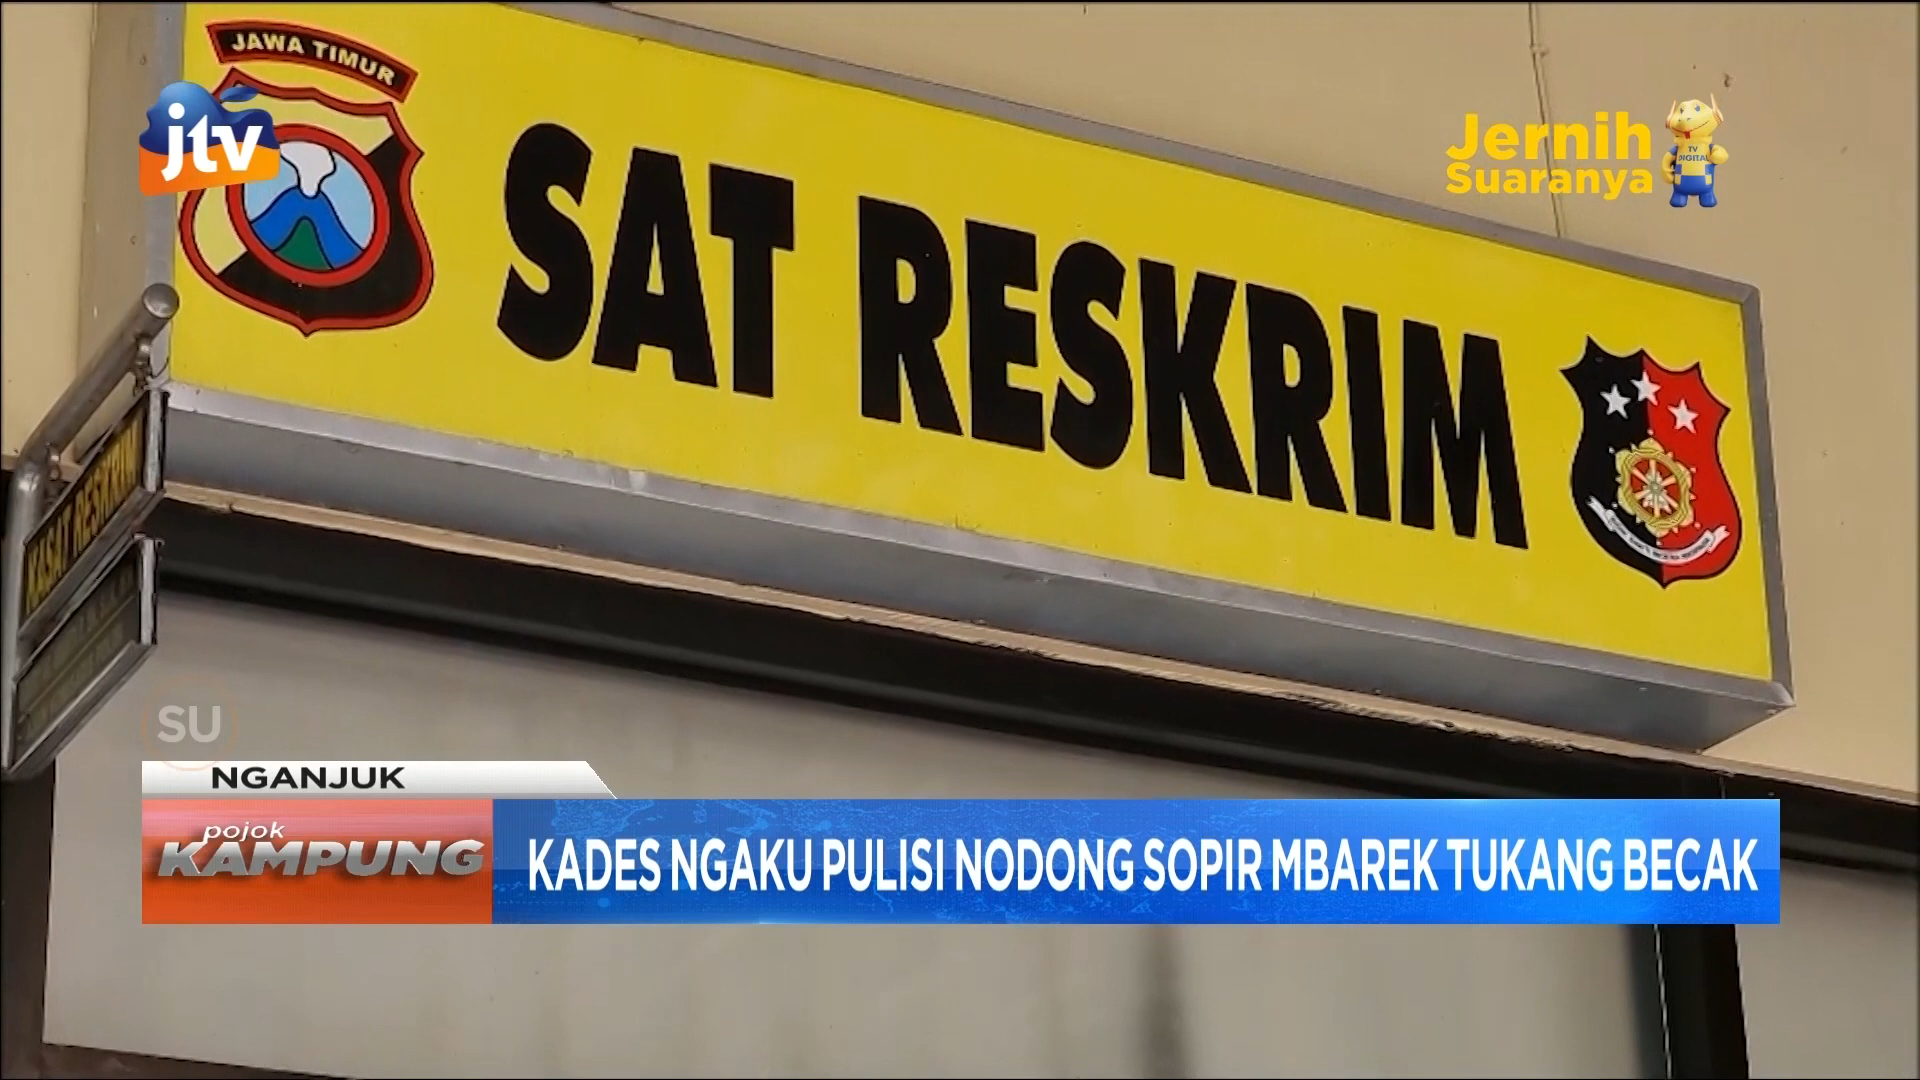 JAWA TIMUR
jtv
Jernih
Suaranya
TV
DIGITAL
SAT RESKRIM
KASAT RESKRIM
SU
NGANJUK
pojok
KAMPUNG
KADES NGAKU PULISI NODONG SOPIR MBAREK TUKANG BECAK